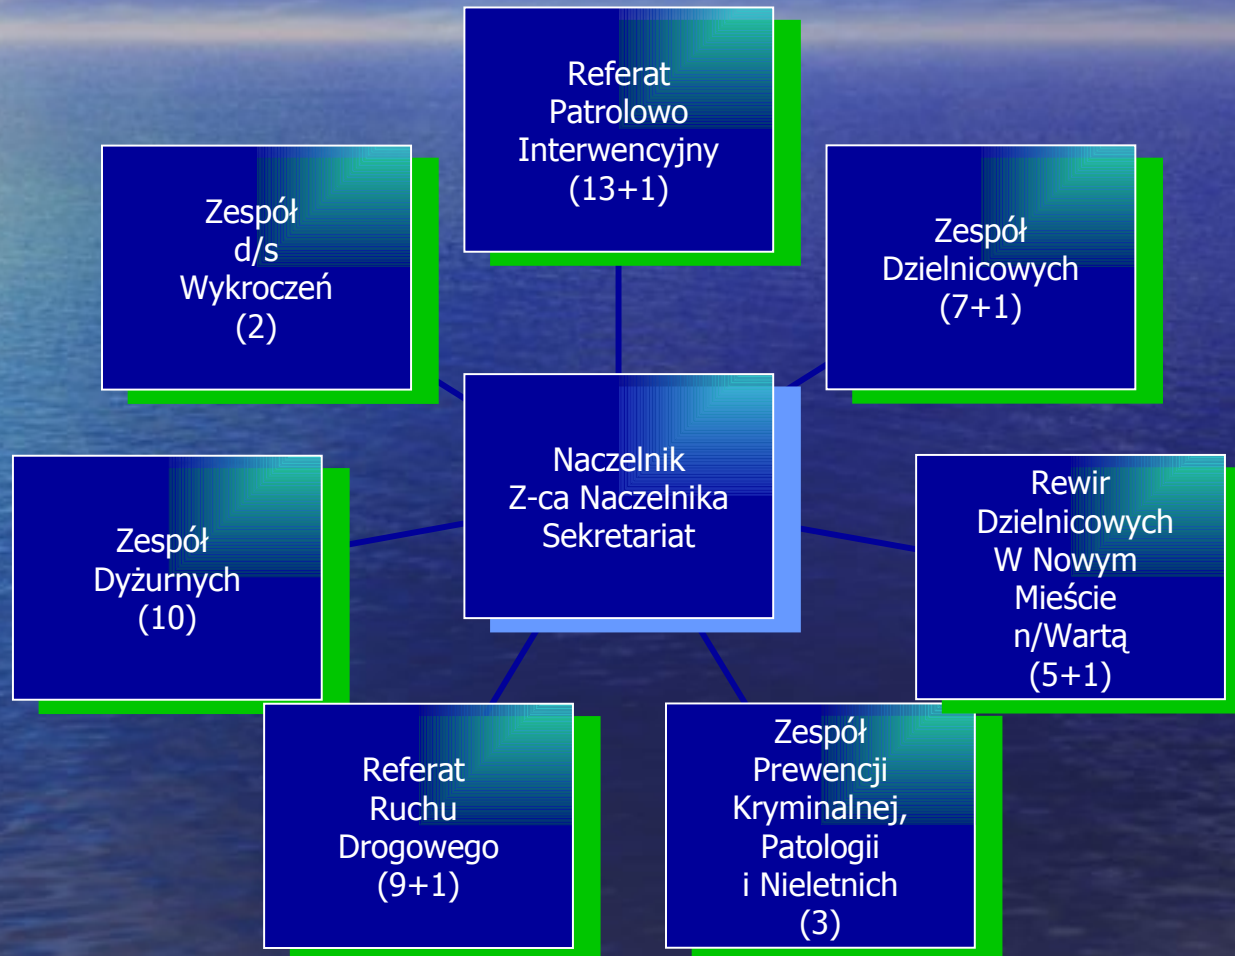 Referat
Patrolowo
Interwencyjny
(13+1)
Zespół
d/s
Wykroczeń
(2)
Zespół
Dzielnicowych
(7+1)
Naczelnik
Z-ca Naczelnika
Sekretariat
Zespół
Dyżurnych
(10)
Rewir
Dzielnicowych
W Nowym
Mieście
n/Wartą
(5+1)
Referat
Ruchu
Drogowego
(9+1)
Zespół
Prewencji
Kryminalnej,
Patologii
i Nieletnich
(3)